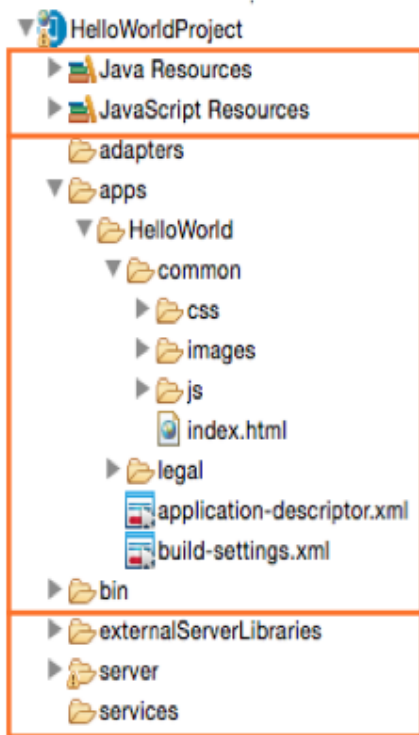 HelloWorldProject
Java Resources
JavaScript Resources
adapters
apps
HelloWorld
common
css
images
js
index.html
legal
application-descriptor.xml
build-settings.xml
bin
externalServerLibraries
server
services